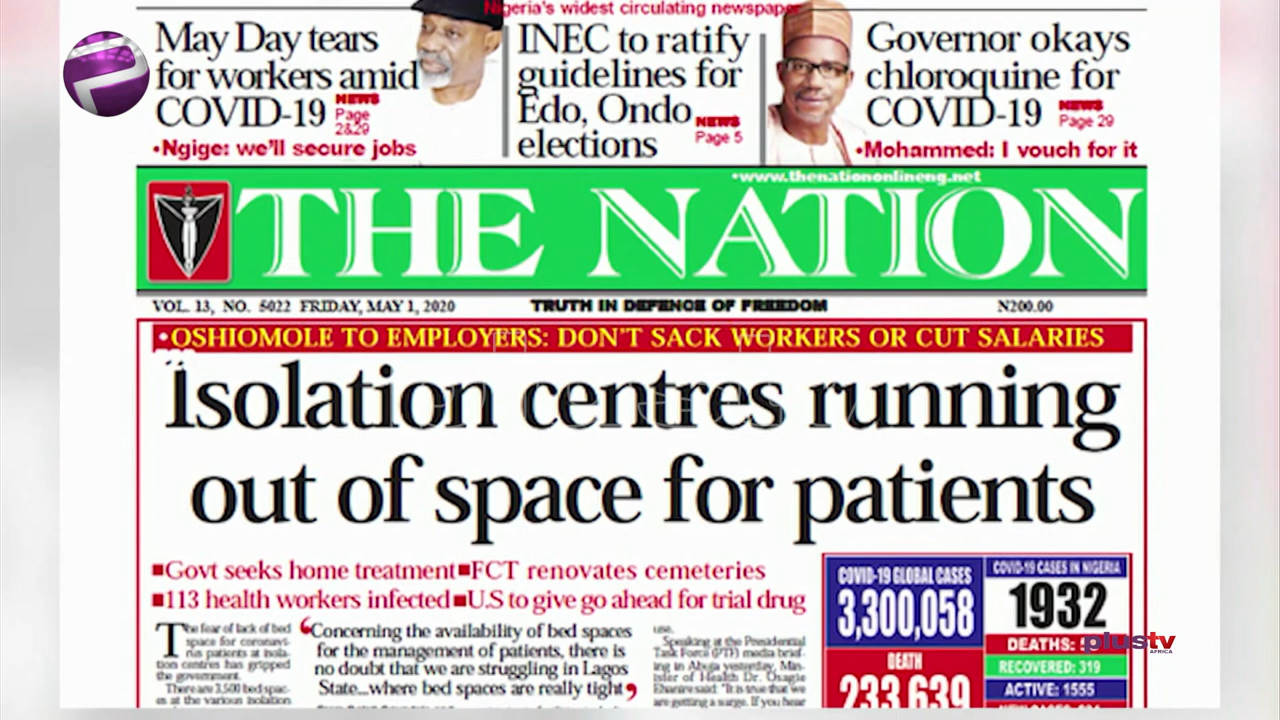 Nigeria's widest circulating newspaper
May Day tears
for workers amid
COVID-19
NEWS
Page
2&29
•Ngige: we'll secure jobs
INEC to ratify
guidelines for
Edo, Ondo
elections
NEWS
Page 5
Governor okays
chloroquine for
COVID-19
NEWS
Page 29
•Mohammed: I vouch for it
•www.thenationonlineng.net
THE NATION
VOL. 13, NO. 5022 FRIDAY, MAY 1, 2020
TRUTH IN DEFENCE OF FREEDOM
N200.00
•OSHIOMOLE TO EMPLOYERS: DON'T SACK WORKERS OR CUT SALARIES
Isolation centres running
out of space for patients
■Govt seeks home treatment■FCT renovates cemeteries
■113 health workers infected■U.S to give go ahead for trial drug
The fear of lack of bed
space for coronavi-
rus patients at isola-
tion centres has gripped
the government.
There are 3,500 bed spac-
es at the various isolation
“Concerning the availability of bed spaces
for the management of patients, there is
no doubt that we are struggling in Lagos
State...where bed spaces are really tight”
use.
Speaking at the Presidential
Task Force (PTF) media brief-
ing in Abuja yesterday, Min-
ister of Health Dr. Osagie
Ehanire said: "It is true that we
are getting a surge. If you hear
COVID-19 GLOBAL CASES
3,300,058
DEATH
233,639
COVID-19 CASES IN NIGERIA
1932
DEATHS:
RECOVERED: 319
ACTIVE: 1555
plustv
AFRICA